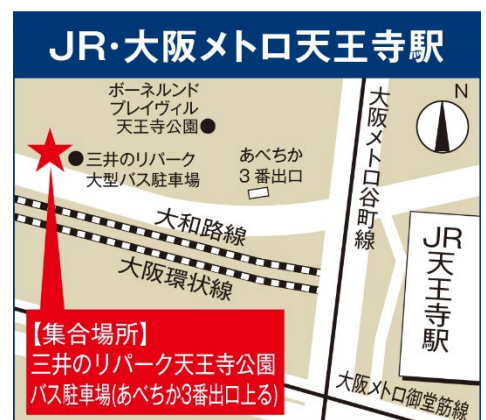 JR・大阪メトロ天王寺駅
ボーネルンド
プレイヴィル
天王寺公園●
●三井のリパーク
大型バス駐車場
あべちか
3番出口
大阪メトロ谷町線
N
大和路線
大阪環状線
JR天王寺駅
【集合場所】
三井のリパーク天王寺公園
バス駐車場(あべちか3番出口上る)
大阪メトロ御堂筋線